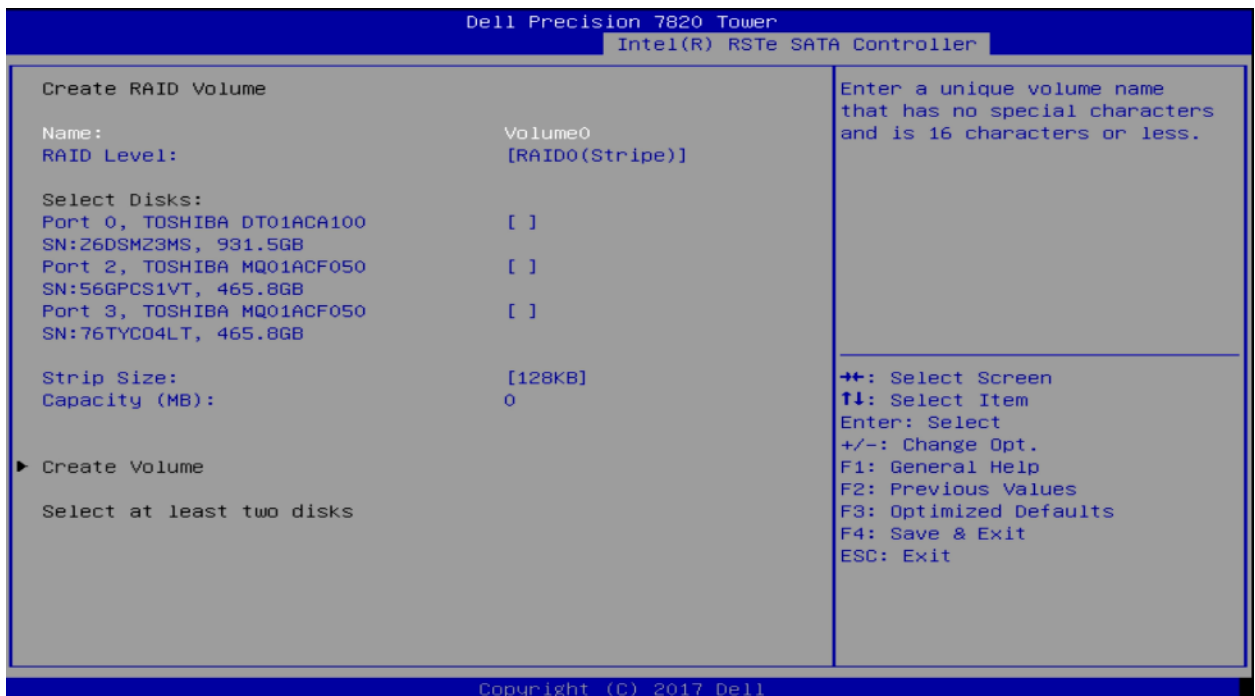 Dell Precision 7820 Tower
Intel(R) RSTe SATA Controller
Create RAID Volume
Name: Volume0
RAID Level: [RAID0(Stripe)]
Select Disks:
Port 0, TOSHIBA DT01ACA100 [ ]
SN:Z6DSMZ3MS, 931.5GB
Port 2, TOSHIBA MQ01ACF050 [ ]
SN:56GPCS1VT, 465.8GB
Port 3, TOSHIBA MQ01ACF050 [ ]
SN:76TYC04LT, 465.8GB
Strip Size: [128KB]
Capacity (MB): 0
▶ Create Volume
Select at least two disks
Enter a unique volume name
that has no special characters
and is 16 characters or less.
→←: Select Screen
↑↓: Select Item
Enter: Select
+/-: Change Opt.
F1: General Help
F2: Previous Values
F3: Optimized Defaults
F4: Save & Exit
ESC: Exit
Copyright (C) 2017 Dell